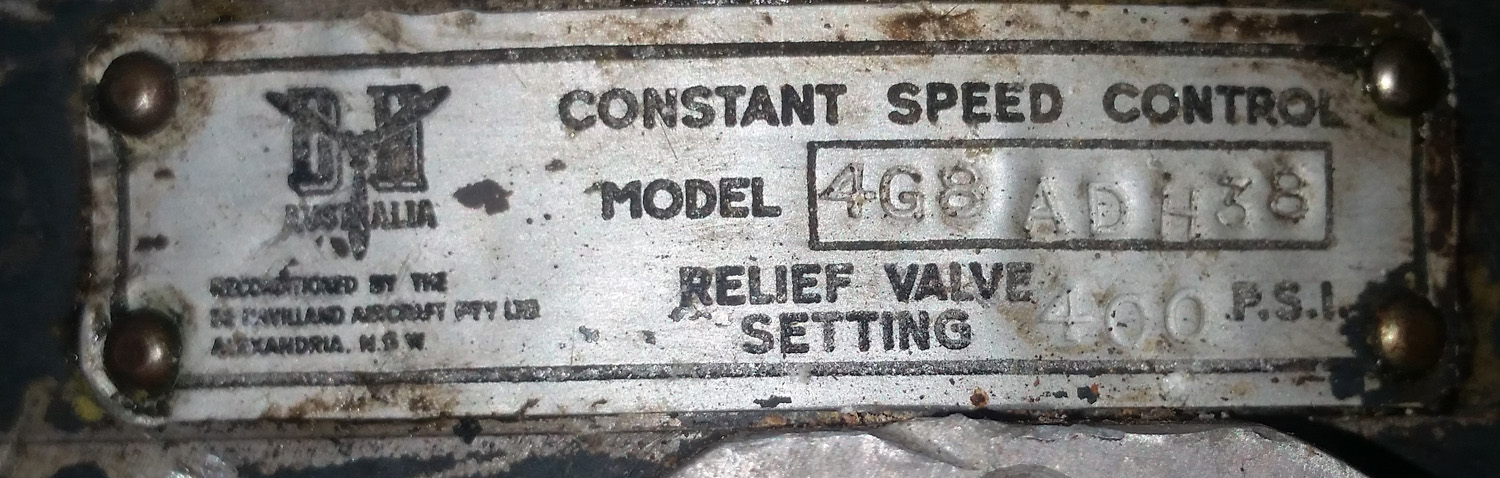 DH
AUSTRALIA
RECONDITIONED BY THE
DE HAVILLAND AIRCRAFT PTY LTD
ALEXANDRIA. N.S.W
CONSTANT SPEED CONTROL
MODEL 4G8 ADH38
RELIEF VALVE
SETTING 400 P.S.I.